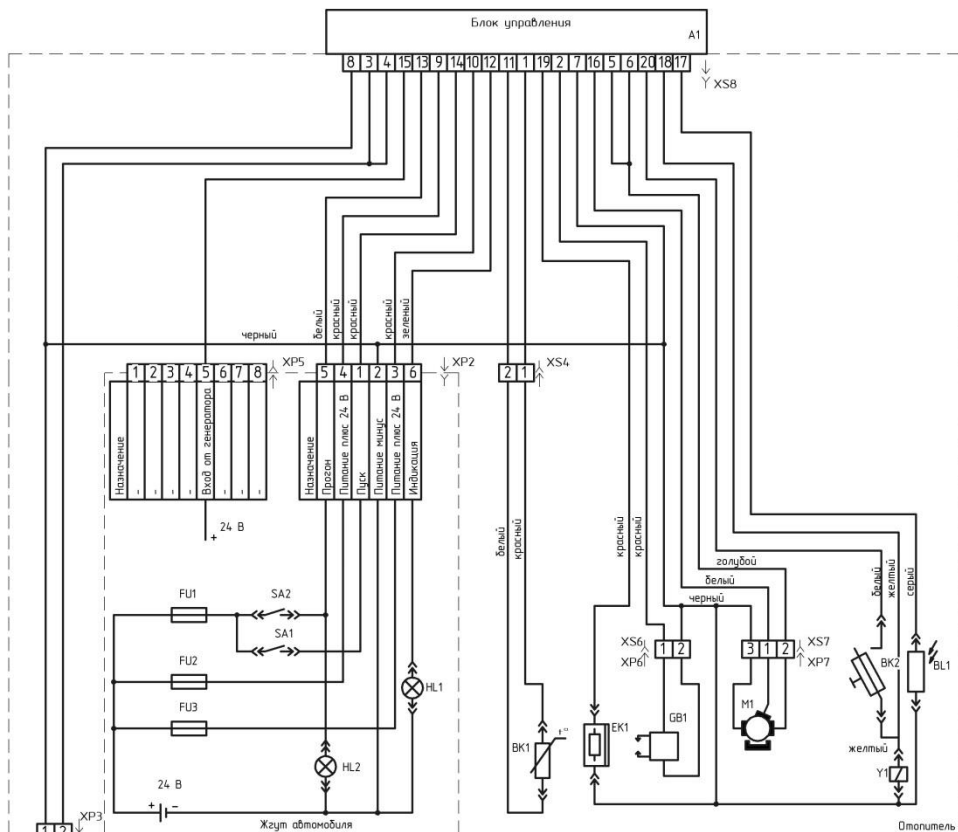 Блок управления
A1
8 3 4 15 13 9 14 10 12 11 1 19 2 7 16 5 6 20 18 17
XS8
белый
красный
красный
красный
зеленый
черный
XP5
XP2
XS4
1 2 3 4 5 6 7 8
5 4 1 2 3 6
2 1
Назначение
-
-
-
-
Вход от генератора
-
-
-
Назначение
Прогон
Питание плюс 24 В
Пуск
Питание минус
Питание плюс 24 В
Индикация
+ 24 В
белый
красный
красный
красный
голубой
белый
черный
белый
желтый
серый
FU1
SA2
SA1
FU2
FU3
HL1
HL2
XS6
XP6
1 2
XS7
XP7
3 1 2
BK2
BL1
M1
GB1
EK1
BK1
t°
желтый
Y1
24 В
+ −
XP3
1 2
Жгут автомобиля
Отопитель